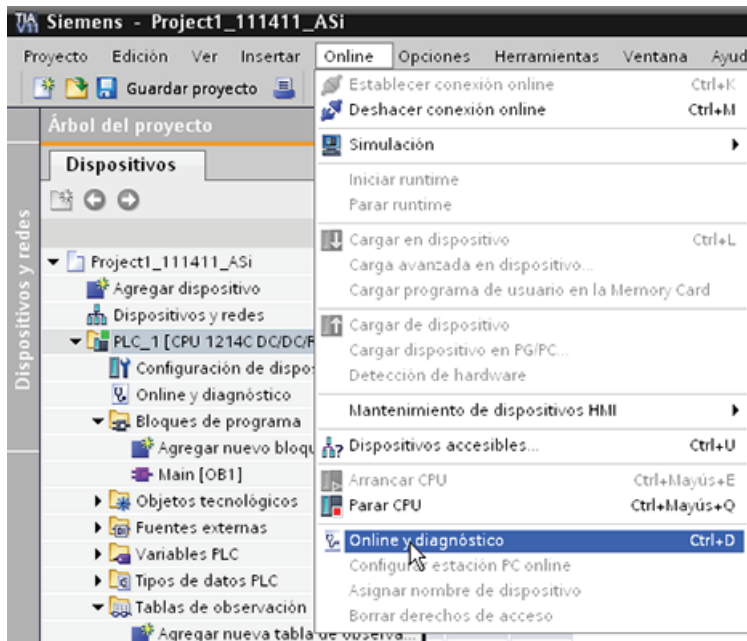 Siemens - Project1_111411_ASi
Proyecto Edición Ver Insertar Online Opciones Herramientas Ventana Ayud
Guardar proyecto
Árbol del proyecto
Dispositivos
Dispositivos y redes
Project1_111411_ASi
Agregar dispositivo
Dispositivos y redes
PLC_1 [CPU 1214C DC/DC/R
Configuración de dispo
Online y diagnóstico
Bloques de programa
Agregar nuevo bloqu
Main [OB1]
Objetos tecnológicos
Fuentes externas
Variables PLC
Tipos de datos PLC
Tablas de observación
Agregar nueva tabla de observa...
Establecer conexión online Ctrl+K
Deshacer conexión online Ctrl+M
Simulación
Iniciar runtime
Parar runtime
Cargar en dispositivo Ctrl+L
Carga avanzada en dispositivo...
Cargar programa de usuario en la Memory Card
Cargar de dispositivo
Cargar dispositivo en PG/PC...
Detección de hardware
Mantenimiento de dispositivos HMI
Dispositivos accesibles... Ctrl+U
Arrancar CPU Ctrl+Mayús+E
Parar CPU Ctrl+Mayús+Q
Online y diagnóstico Ctrl+D
Configurar estación PC online
Asignar nombre de dispositivo
Borrar derechos de acceso